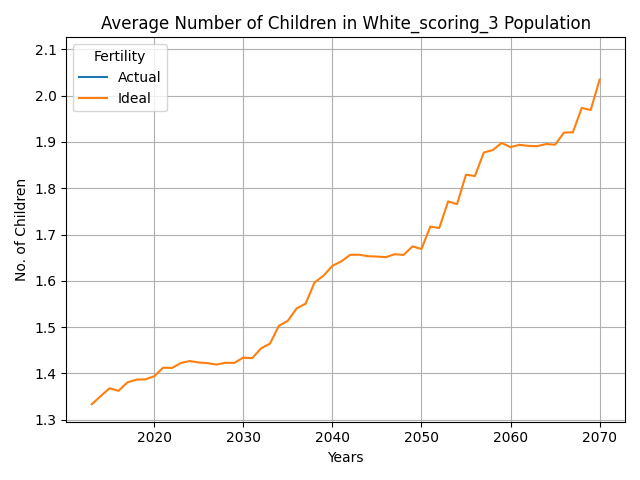 Average Number of Children in White_scoring_3 Population
Fertility
Actual
Ideal
No. of Children
2.1
2.0
1.9
1.8
1.7
1.6
1.5
1.4
1.3
2020 2030 2040 2050 2060 2070
Years